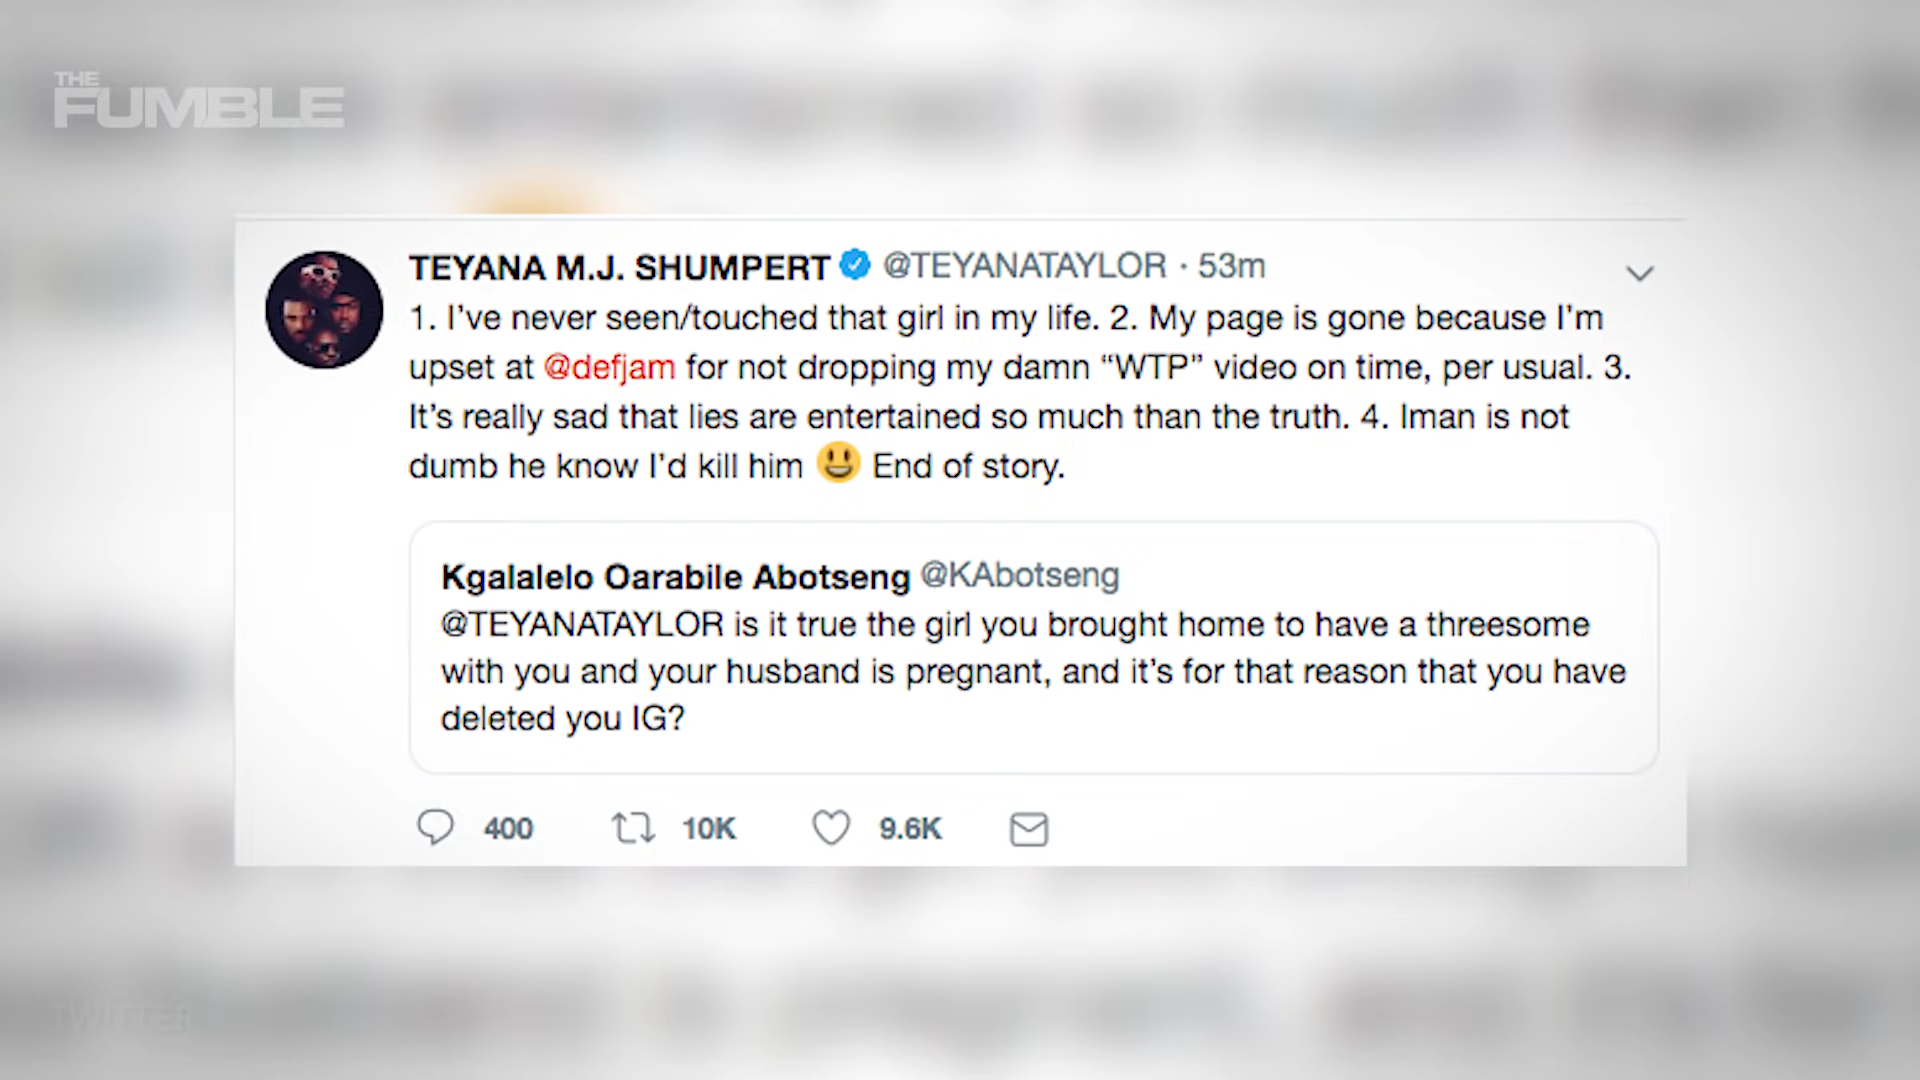 THE
FUMBLE
TEYANA M.J. SHUMPERT @TEYANATAYLOR · 53m
1. I’ve never seen/touched that girl in my life. 2. My page is gone because I’m
upset at @defjam for not dropping my damn “WTP” video on time, per usual. 3.
It’s really sad that lies are entertained so much than the truth. 4. Iman is not
dumb he know I’d kill him 😃 End of story.
Kgalalelo Oarabile Abotseng @KAbotseng
@TEYANATAYLOR is it true the girl you brought home to have a threesome
with you and your husband is pregnant, and it’s for that reason that you have
deleted you IG?
400 10K 9.6K
TWITTER